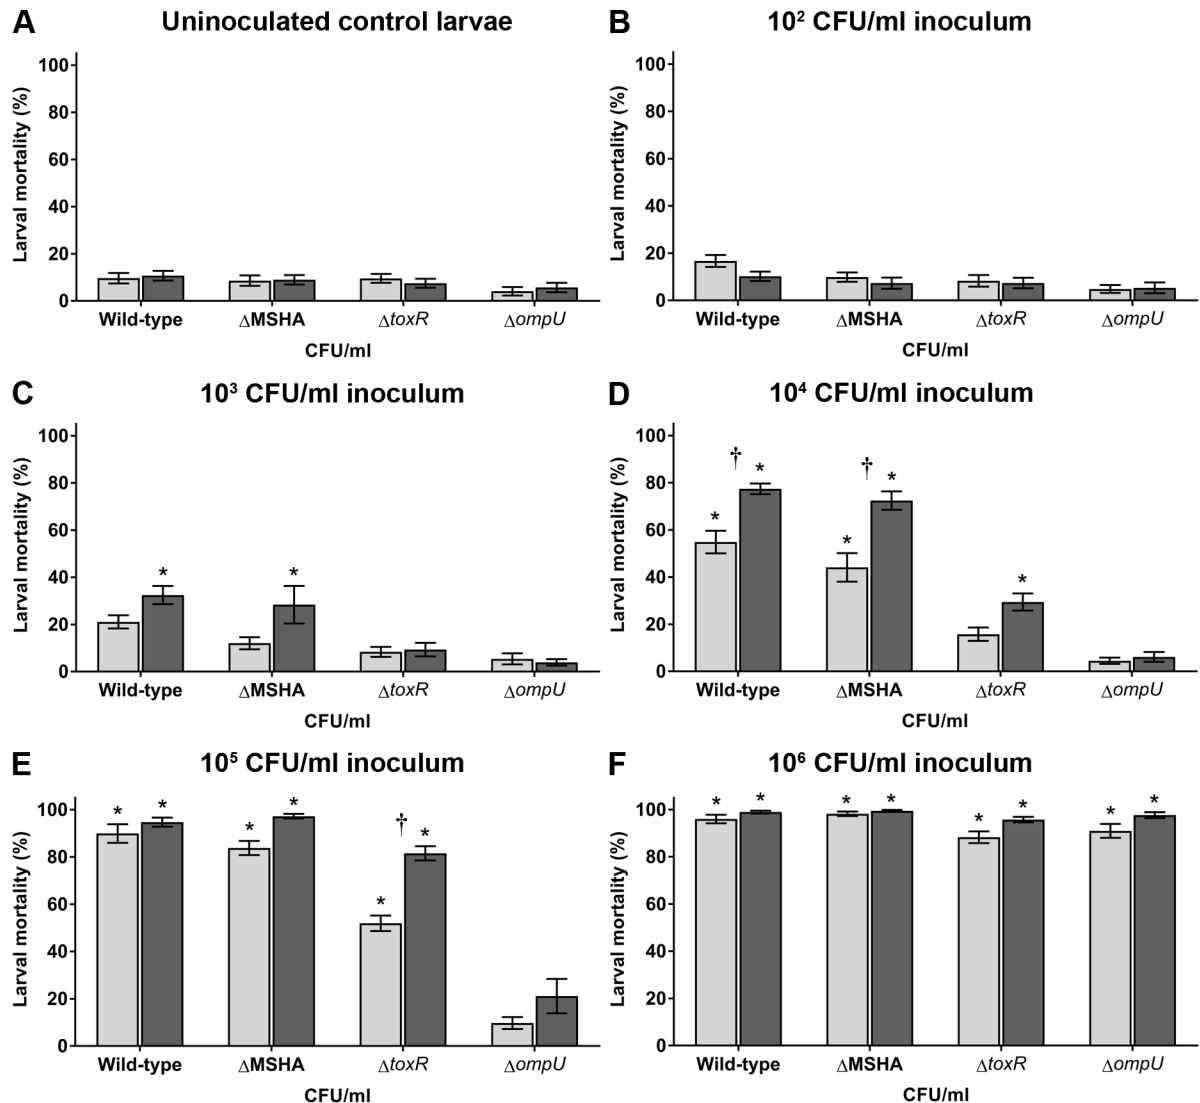 A Uninoculated control larvae
Larval mortality (%)
100
80
60
40
20
0
Wild-type ΔMSHA ΔtoxR ΔompU
CFU/ml
B 10² CFU/ml inoculum
Larval mortality (%)
100
80
60
40
20
0
Wild-type ΔMSHA ΔtoxR ΔompU
CFU/ml
C 10³ CFU/ml inoculum
Larval mortality (%)
100
80
60
40
20
0
* *
Wild-type ΔMSHA ΔtoxR ΔompU
CFU/ml
D 10⁴ CFU/ml inoculum
Larval mortality (%)
100
80
60
40
20
0
* † * * † * *
Wild-type ΔMSHA ΔtoxR ΔompU
CFU/ml
E 10⁵ CFU/ml inoculum
Larval mortality (%)
100
80
60
40
20
0
* * * * * † *
Wild-type ΔMSHA ΔtoxR ΔompU
CFU/ml
F 10⁶ CFU/ml inoculum
Larval mortality (%)
100
80
60
40
20
0
* * * * * * * *
Wild-type ΔMSHA ΔtoxR ΔompU
CFU/ml